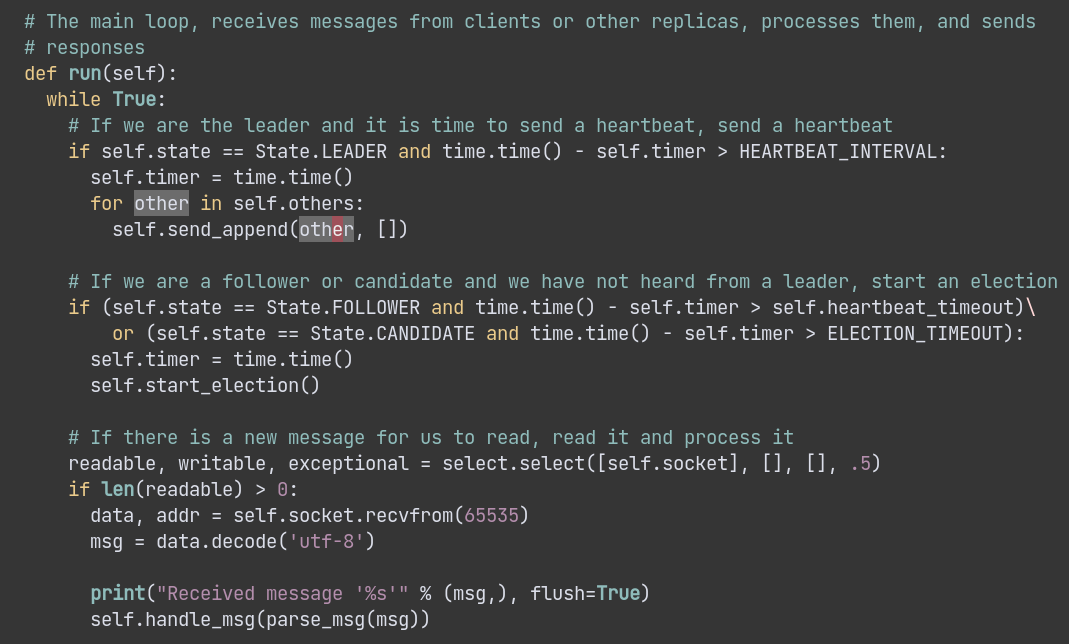 # The main loop, receives messages from clients or other replicas, processes them, and sends
# responses
def run(self):
  while True:
    # If we are the leader and it is time to send a heartbeat, send a heartbeat
    if self.state == State.LEADER and time.time() - self.timer > HEARTBEAT_INTERVAL:
      self.timer = time.time()
      for other in self.others:
        self.send_append(other, [])

    # If we are a follower or candidate and we have not heard from a leader, start an election
    if (self.state == State.FOLLOWER and time.time() - self.timer > self.heartbeat_timeout)\
        or (self.state == State.CANDIDATE and time.time() - self.timer > ELECTION_TIMEOUT):
      self.timer = time.time()
      self.start_election()

    # If there is a new message for us to read, read it and process it
    readable, writable, exceptional = select.select([self.socket], [], [], .5)
    if len(readable) > 0:
      data, addr = self.socket.recvfrom(65535)
      msg = data.decode('utf-8')

      print("Received message '%s'" % (msg,), flush=True)
      self.handle_msg(parse_msg(msg))